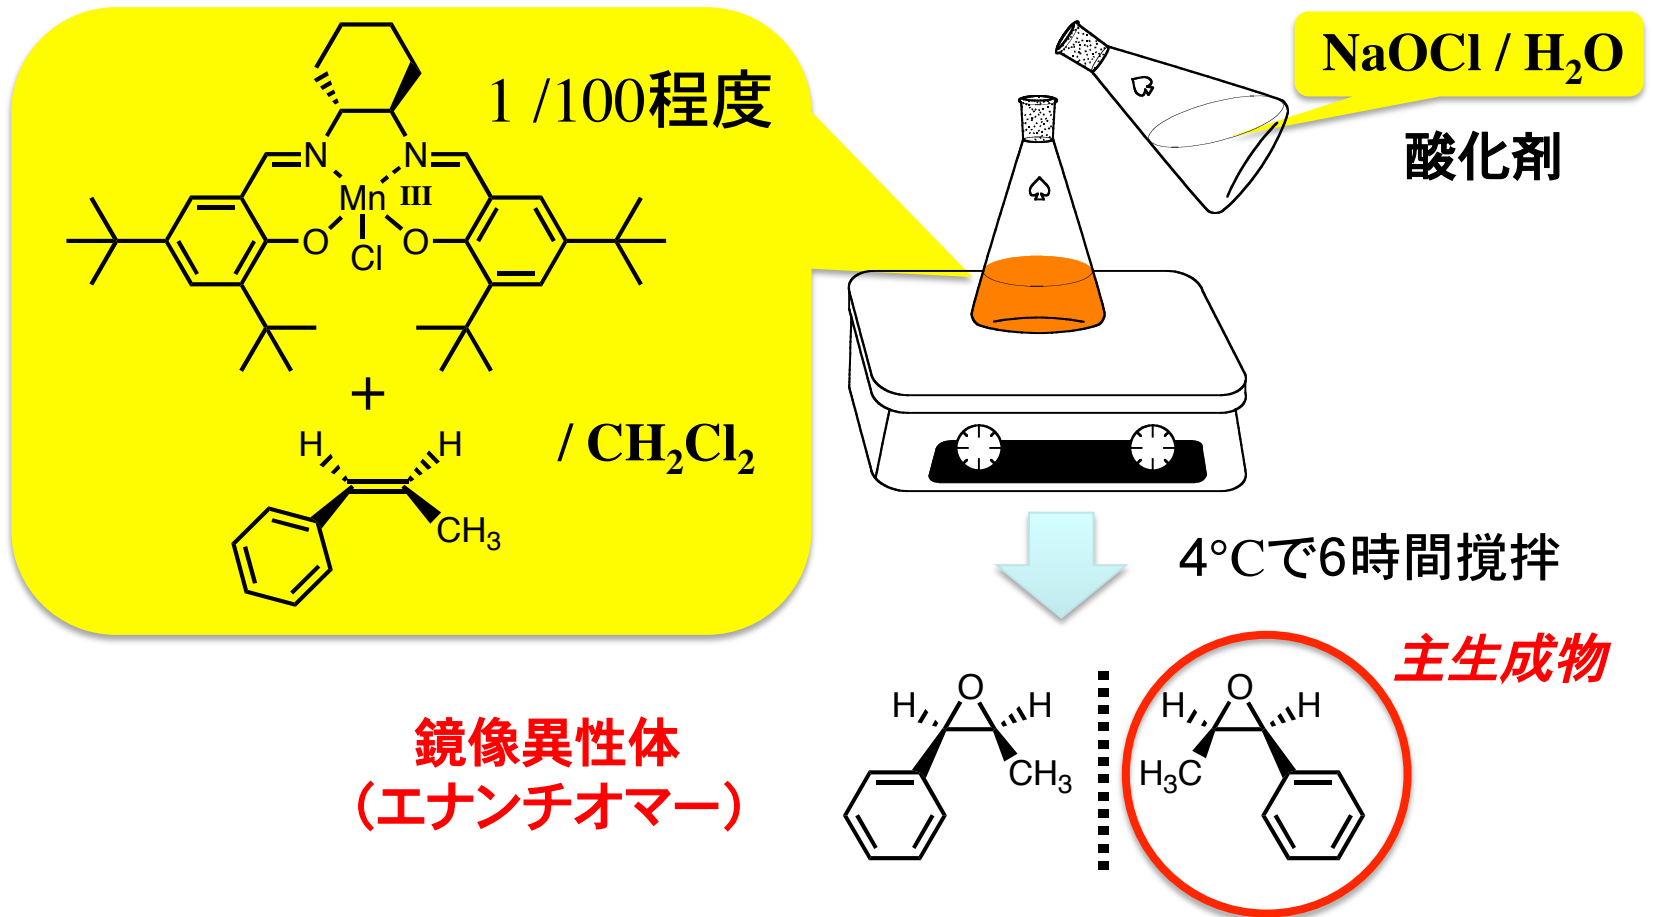 1 /100程度
N
N
Mn III
O
O
Cl
+
H
H
/ CH₂Cl₂
CH₃
NaOCl / H₂O
酸化剤
4°Cで6時間撹拌
主生成物
鏡像異性体
（エナンチオマー）
H
O
H
CH₃
H
O
H
H₃C